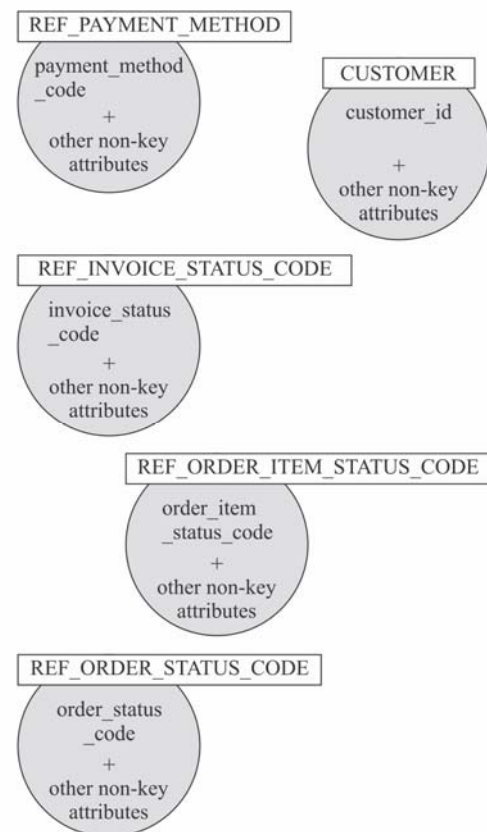 REF_PAYMENT_METHOD
payment_method
_code
+
other non-key
attributes
CUSTOMER
customer_id
+
other non-key
attributes
REF_INVOICE_STATUS_CODE
invoice_status
_code
+
other non-key
attributes
REF_ORDER_ITEM_STATUS_CODE
order_item
_status_code
+
other non-key
attributes
REF_ORDER_STATUS_CODE
order_status
_code
+
other non-key
attributes